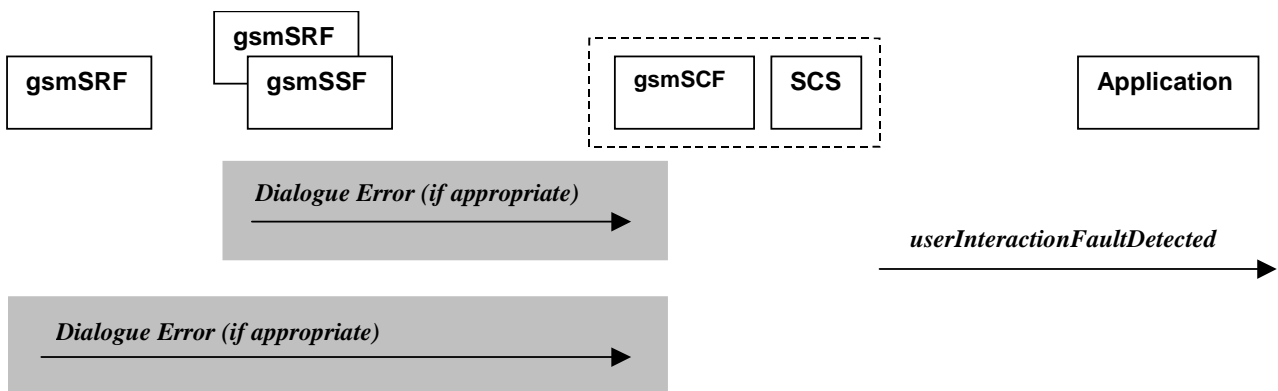 gsmSRF
gsmSRF
gsmSSF
gsmSCF
SCS
Application
Dialogue Error (if appropriate)
userInteractionFaultDetected
Dialogue Error (if appropriate)